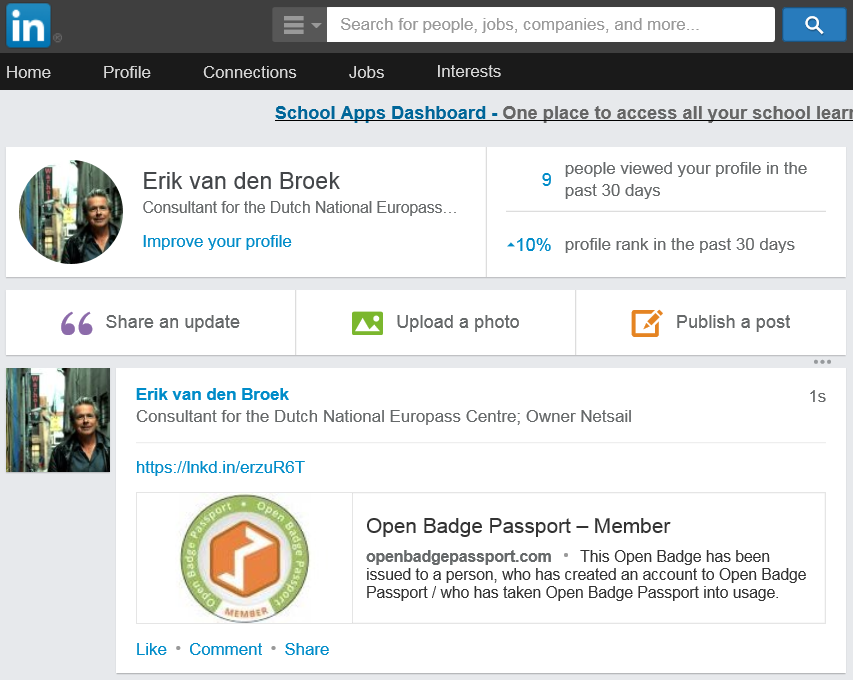 in ®
Search for people, jobs, companies, and more...
Home Profile Connections Jobs Interests
School Apps Dashboard - One place to access all your school learn
Erik van den Broek
Consultant for the Dutch National Europass…
Improve your profile
9 people viewed your profile in the
past 30 days
10% profile rank in the past 30 days
Share an update
Upload a photo
Publish a post
Erik van den Broek 1s
Consultant for the Dutch National Europass Centre; Owner Netsail
https://lnkd.in/erzuR6T
Open Badge Passport • Open Badge Passport
MEMBER
Open Badge Passport – Member
openbadgepassport.com • This Open Badge has been
issued to a person, who has created an account to Open Badge
Passport / who has taken Open Badge Passport into usage.
Like • Comment • Share